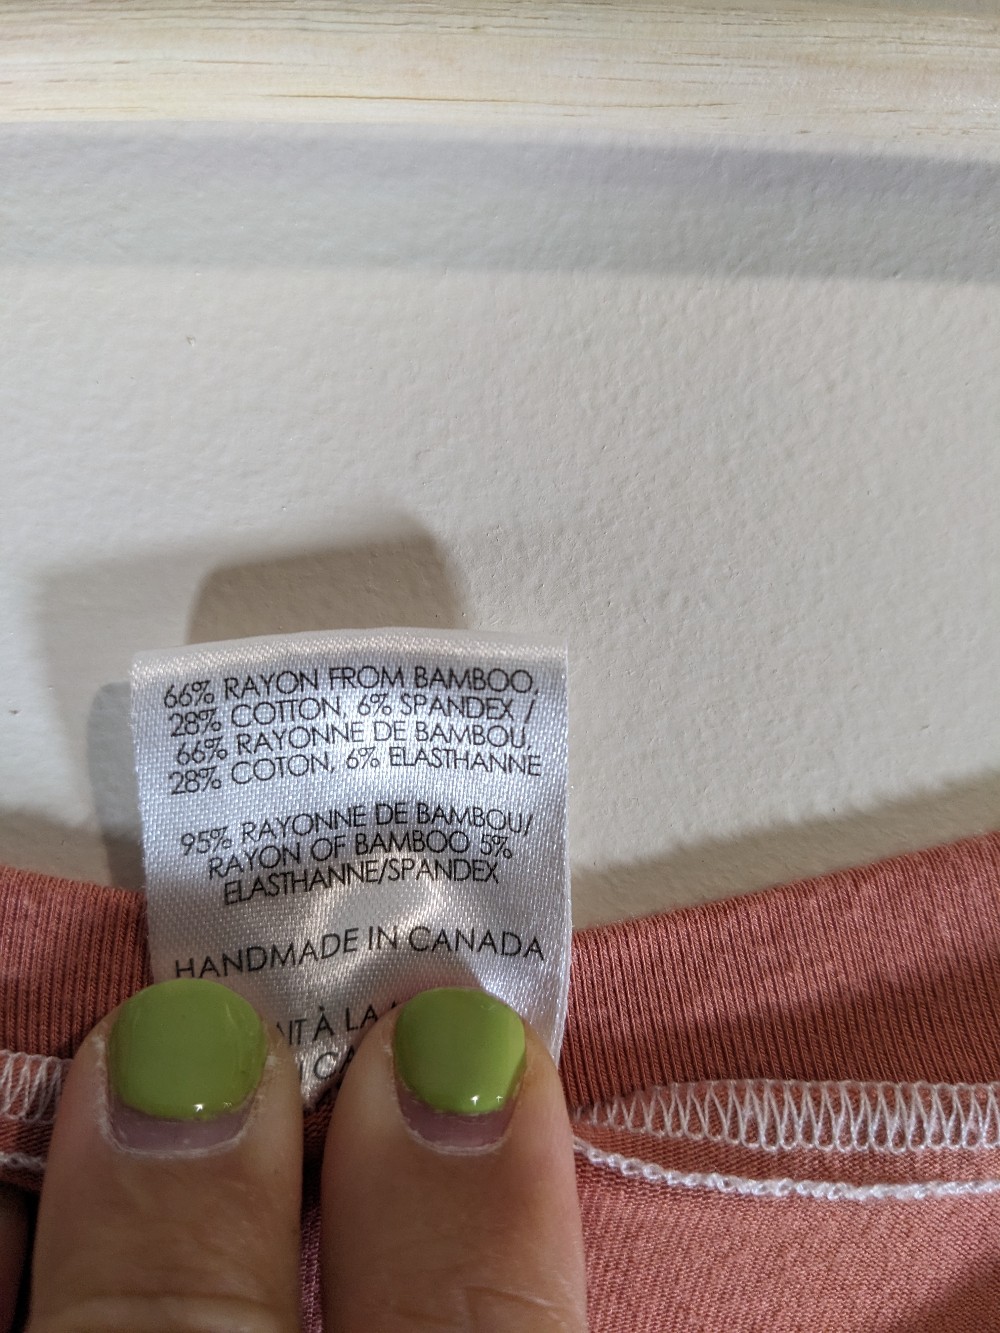 66% RAYON FROM BAMBOO,
28% COTTON, 6% SPANDEX /
66% RAYONNE DE BAMBOU,
28% COTON, 6% ELASTHANNE
95% RAYONNE DE BAMBOU/
RAYON OF BAMBOO 5%
ELASTHANNE/SPANDEX
HANDMADE IN CANADA
À LA